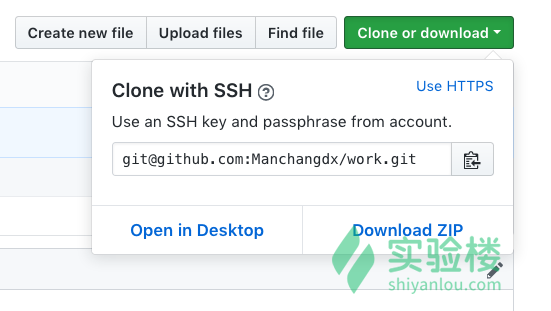 Create new file Upload files Find file Clone or download
Clone with SSH Use HTTPS
Use an SSH key and passphrase from account.
git@github.com:Manchangdx/work.git
Open in Desktop Download ZIP
实验楼
shiyanlou.com